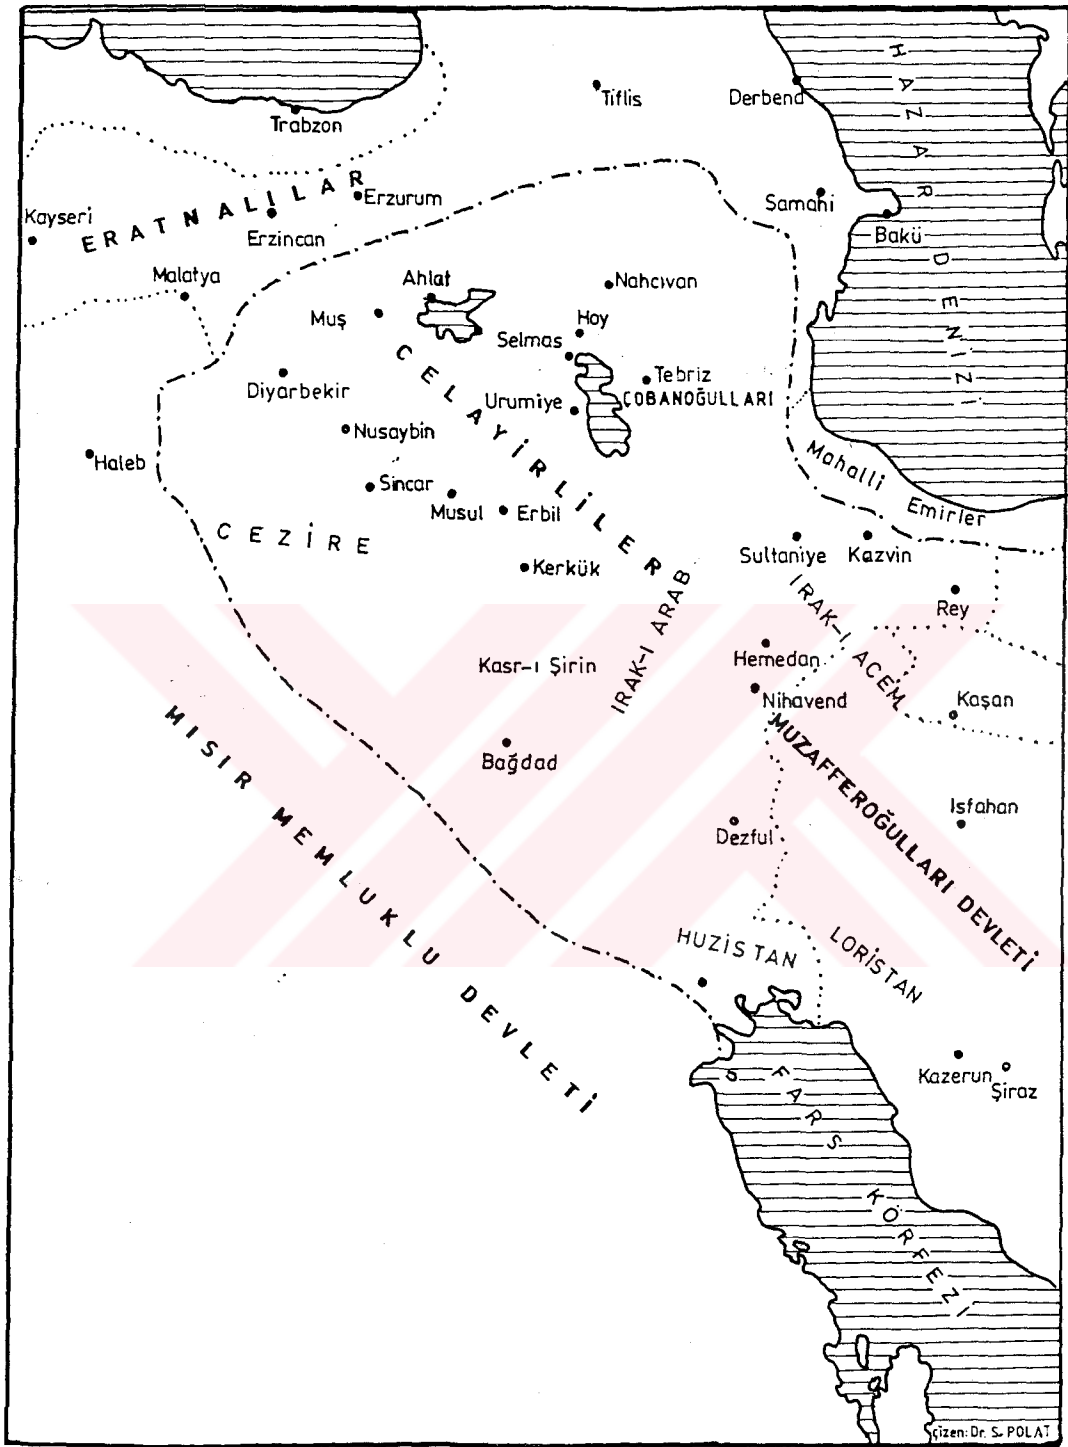 HAZAR DENİZİ
Tiflis
Derbend
Trabzon
ERATNALILAR
Erzurum
Kayseri
Erzincan
Şamahi
Bakü
Malatya
Ahlat
Nahcıvan
Muş
Hoy
Selmas
CELAYİRLİLER
Tebriz
ÇOBANOĞULLARI
Diyarbekir
Urumiye
Nusaybin
Mahalli Emirler
Haleb
Sincar
Musul
Erbil
CEZİRE
Sultaniye
Kazvin
Kerkük
IRAK-I ARAB
IRAK-I ACEM
Rey
Hemedan
Kasr-ı Şirin
Nihavend
Kaşan
MISIR MEMLUKLU DEVLETİ
MUZAFFEROĞULLARI DEVLETİ
Bağdad
Isfahan
Dezful
HUZİSTAN
LORİSTAN
Kazerun
Şiraz
FARS KÖRFEZİ
çizen: Dr. S. POLAT